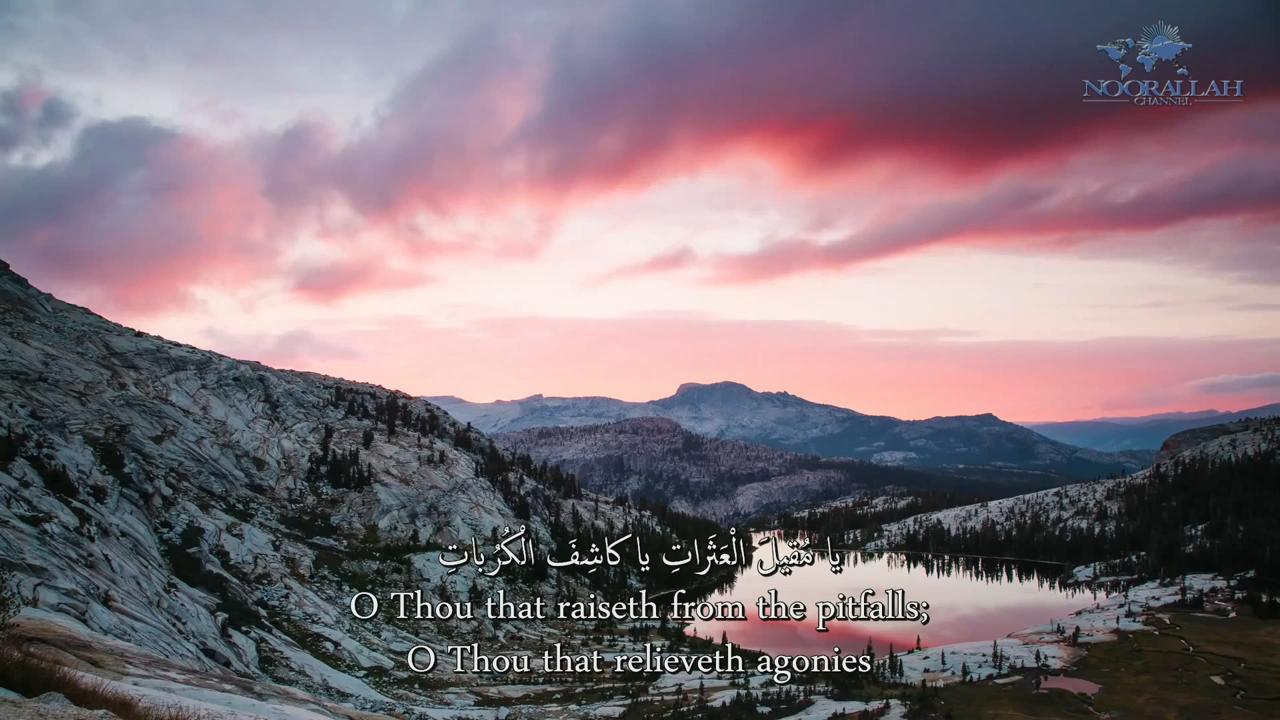 NOORALLAH
CHANNEL
يا مُقيلَ الْعَثَراتِ يا كاشِفَ الْكُرُباتِ
O Thou that raiseth from the pitfalls;
O Thou that relieveth agonies